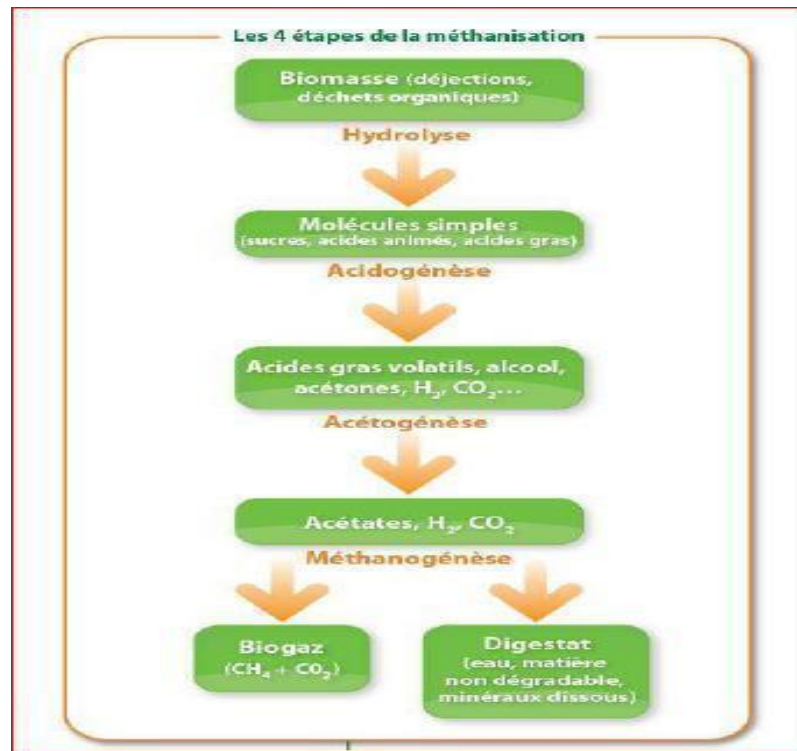 Les 4 étapes de la méthanisation
Biomasse (déjections,
déchets organiques)
Hydrolyse
Molécules simples
(sucres, acides animés, acides gras)
Acidogénèse
Acides gras volatils, alcool,
acétones, H₂, CO₂...
Acétogénèse
Acétates, H₂, CO₂
Méthanogénèse
Biogaz
(CH₄ + CO₂)
Digestat
(eau, matière
non dégradable,
minéraux dissous)